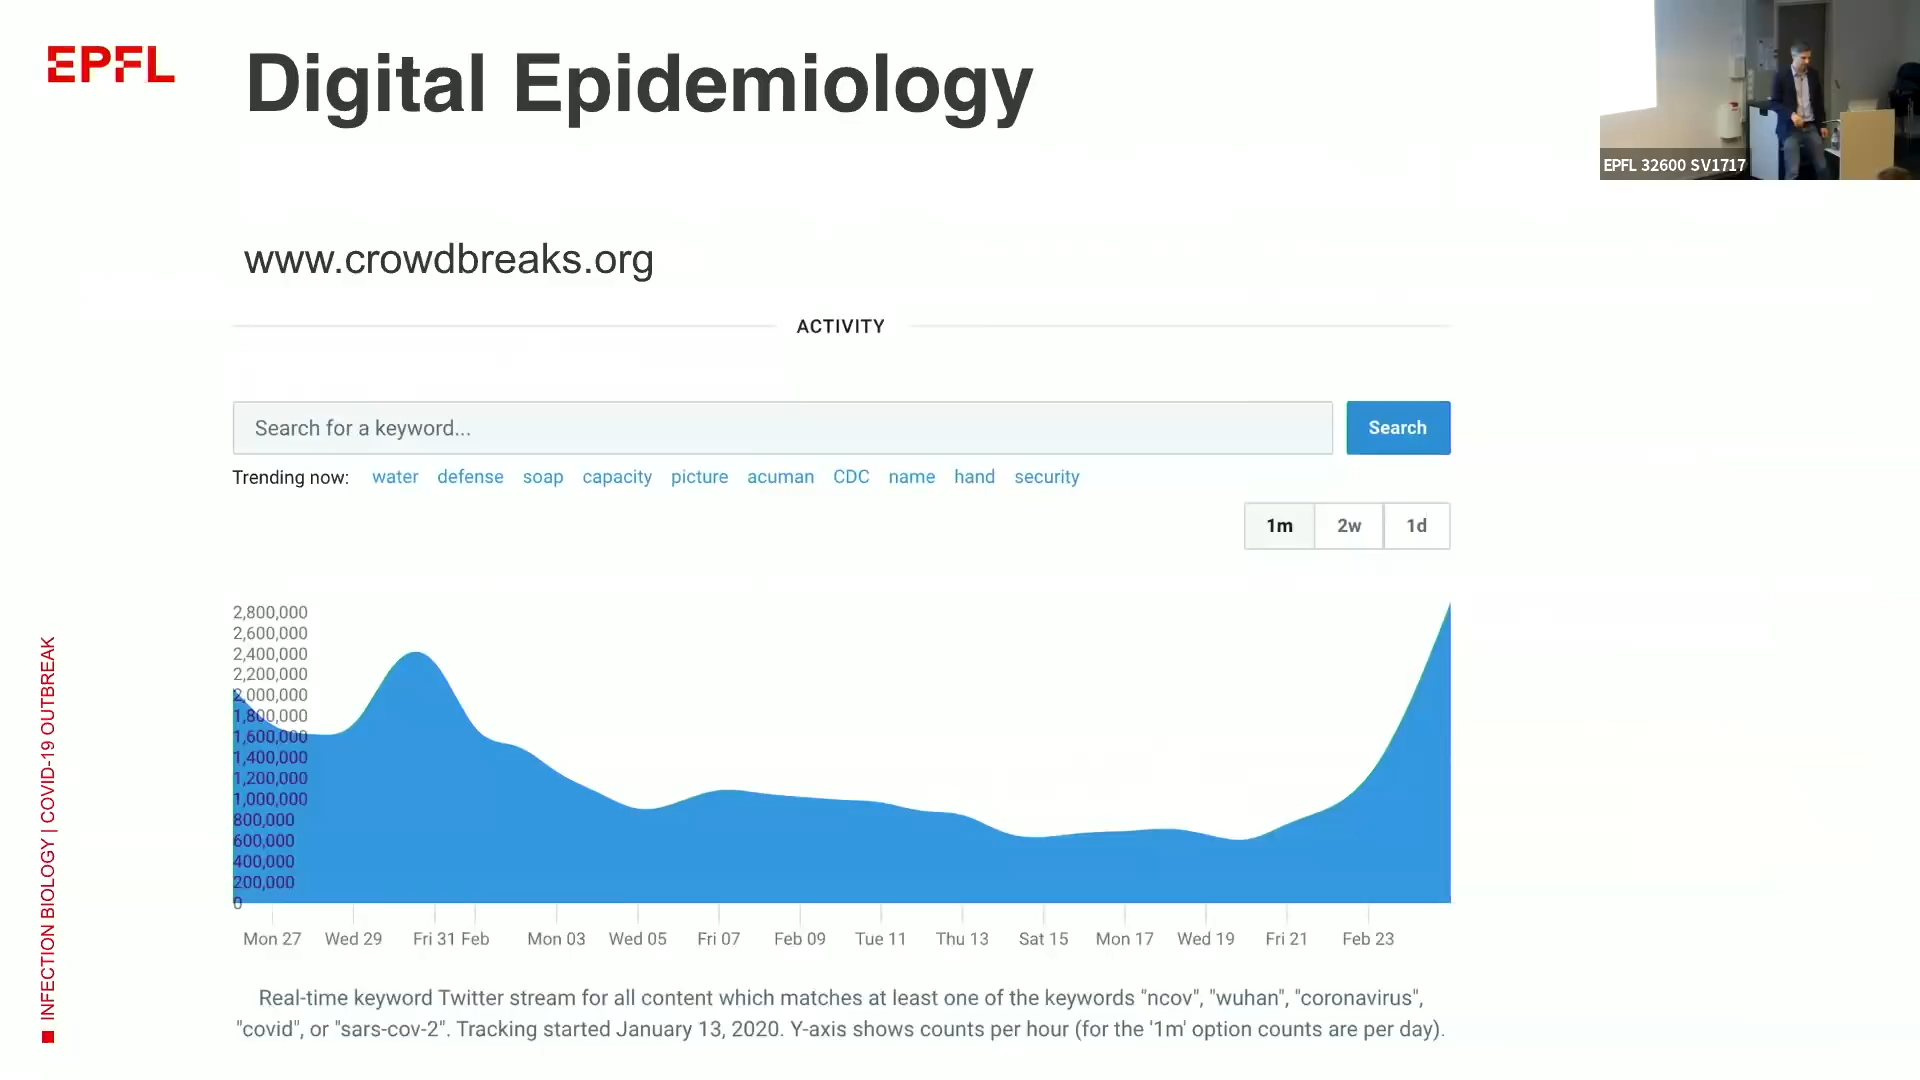 EPFL
Digital Epidemiology
EPFL 32600 SV1717
www.crowdbreaks.org
ACTIVITY
Search for a keyword...
Search
Trending now: water defense soap capacity picture acuman CDC name hand security
1m 2w 1d
2,800,000
2,600,000
2,400,000
2,200,000
2,000,000
1,800,000
1,600,000
1,400,000
1,200,000
1,000,000
800,000
600,000
400,000
200,000
0
Mon 27 Wed 29 Fri 31 Feb Mon 03 Wed 05 Fri 07 Feb 09 Tue 11 Thu 13 Sat 15 Mon 17 Wed 19 Fri 21 Feb 23
Real-time keyword Twitter stream for all content which matches at least one of the keywords "ncov", "wuhan", "coronavirus",
"covid", or "sars-cov-2". Tracking started January 13, 2020. Y-axis shows counts per hour (for the '1m' option counts are per day).
INFECTION BIOLOGY | COVID-19 OUTBREAK